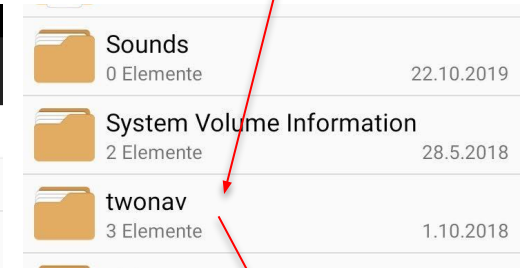 Sounds
0 Elemente 22.10.2019
System Volume Information
2 Elemente 28.5.2018
twonav
3 Elemente 1.10.2018